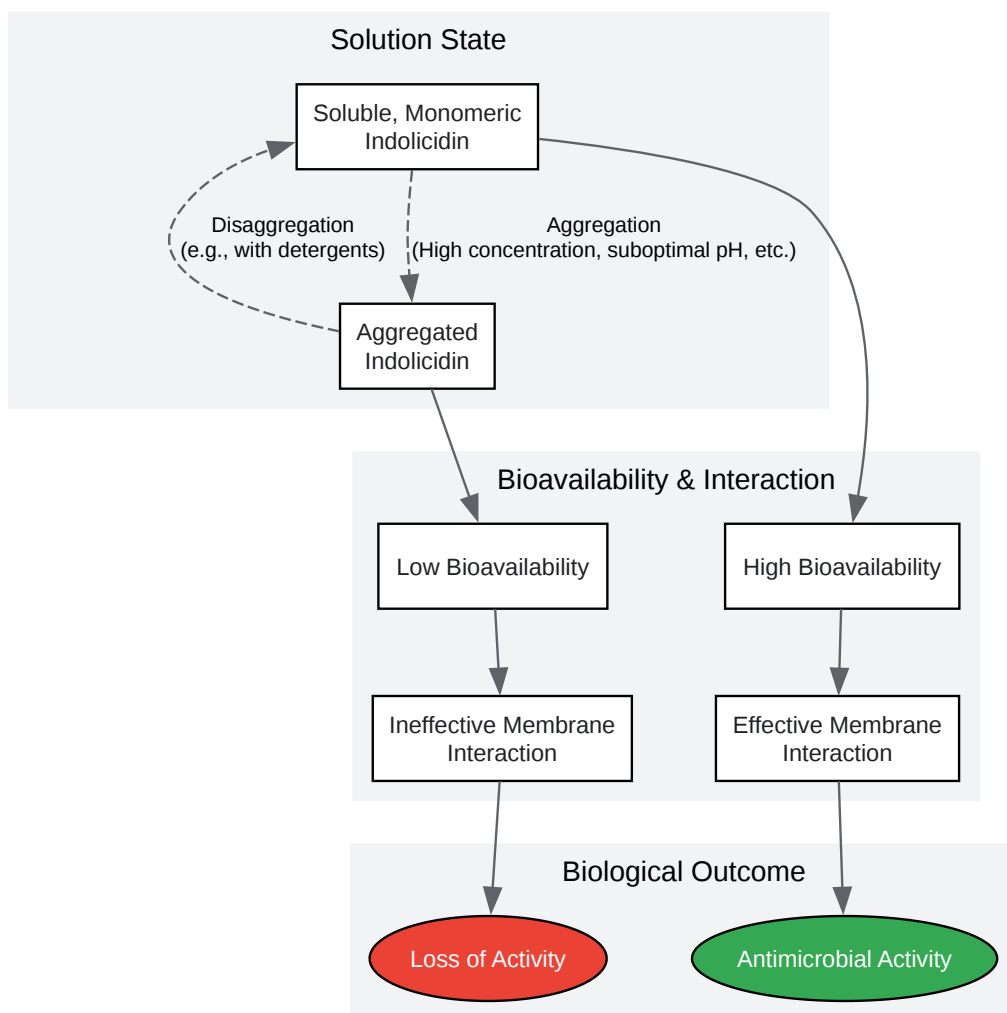 Solution State
Soluble, Monomeric
Indolicidin
Disaggregation
(e.g., with detergents)
Aggregation
(High concentration, suboptimal pH, etc.)
Aggregated
Indolicidin
Bioavailability & Interaction
Low Bioavailability
High Bioavailability
Ineffective Membrane
Interaction
Effective Membrane
Interaction
Biological Outcome
Loss of Activity
Antimicrobial Activity